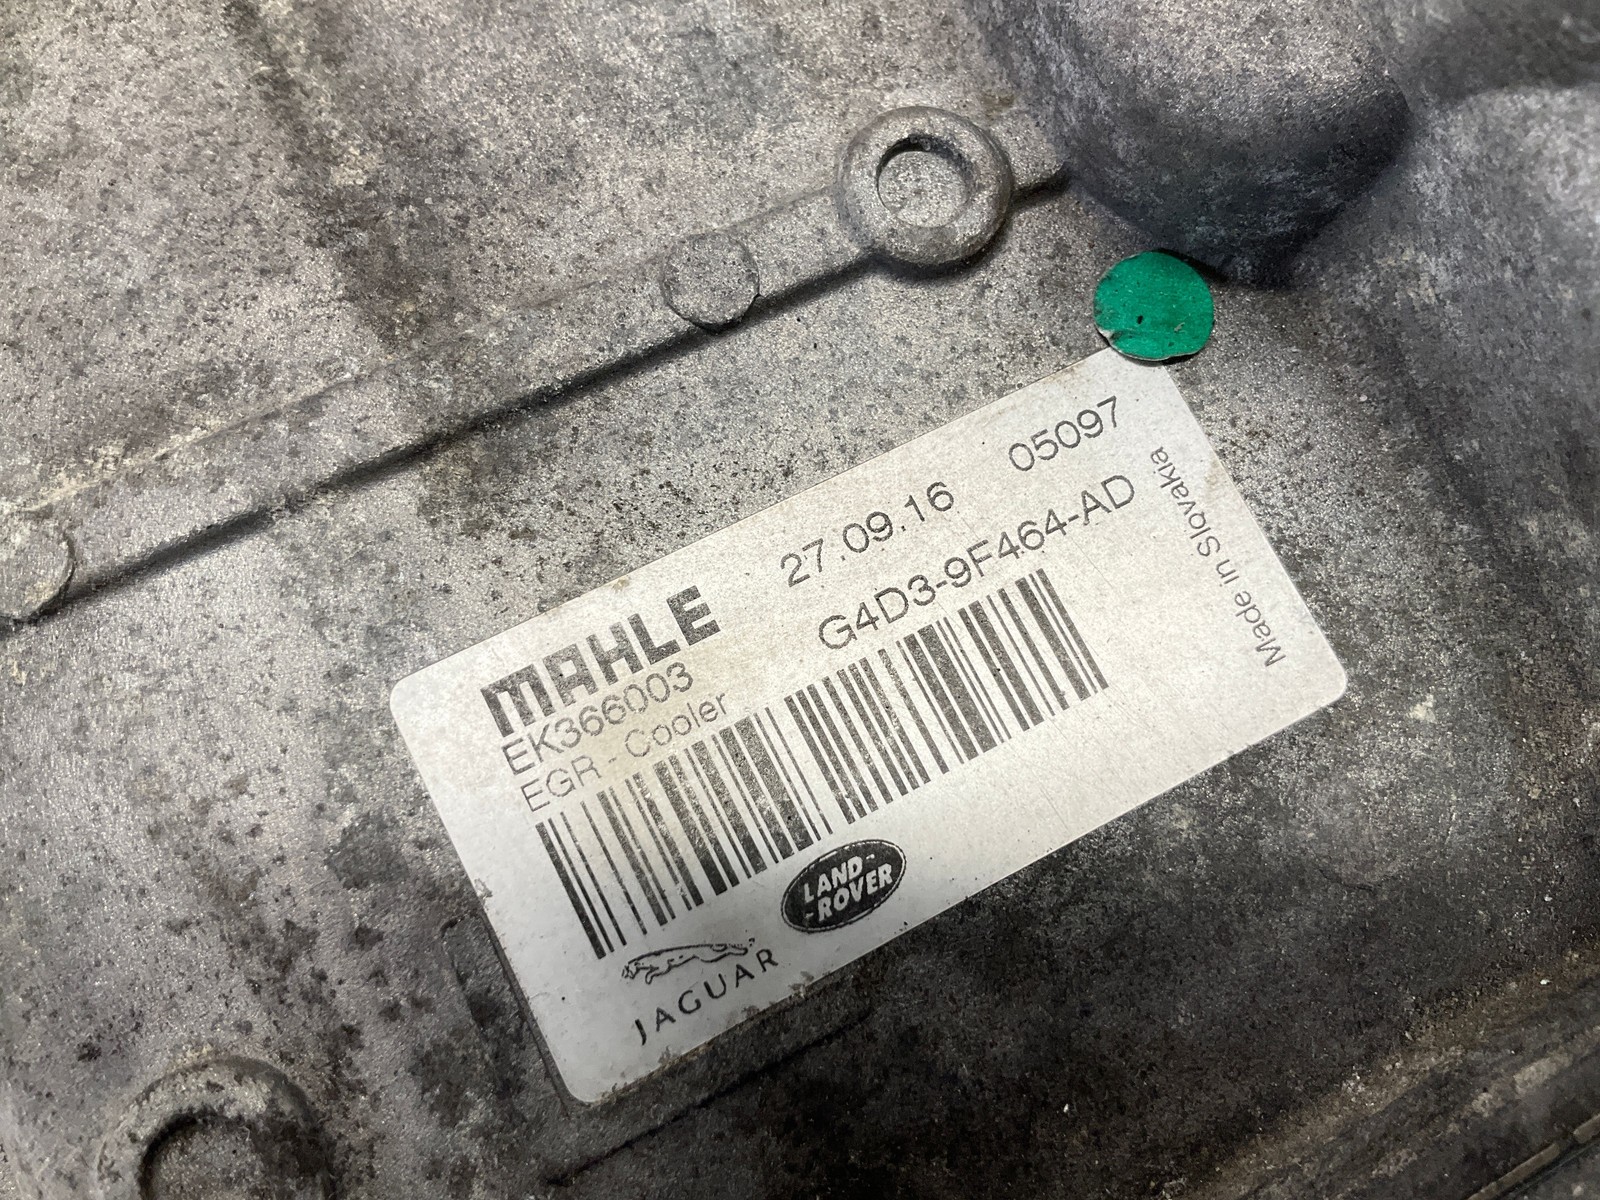 MAHLE
27.09.16 05097
EK366003
G4D3-9F464-AD
EGR - Cooler
Made in Slovakia
JAGUAR
LAND-
-ROVER